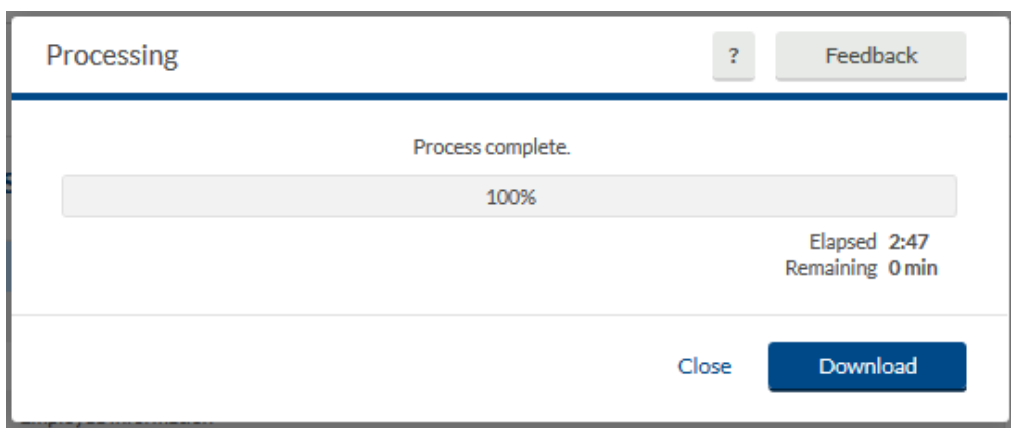 Processing
?
Feedback
Process complete.
100%
Elapsed 2:47
Remaining 0 min
Close
Download